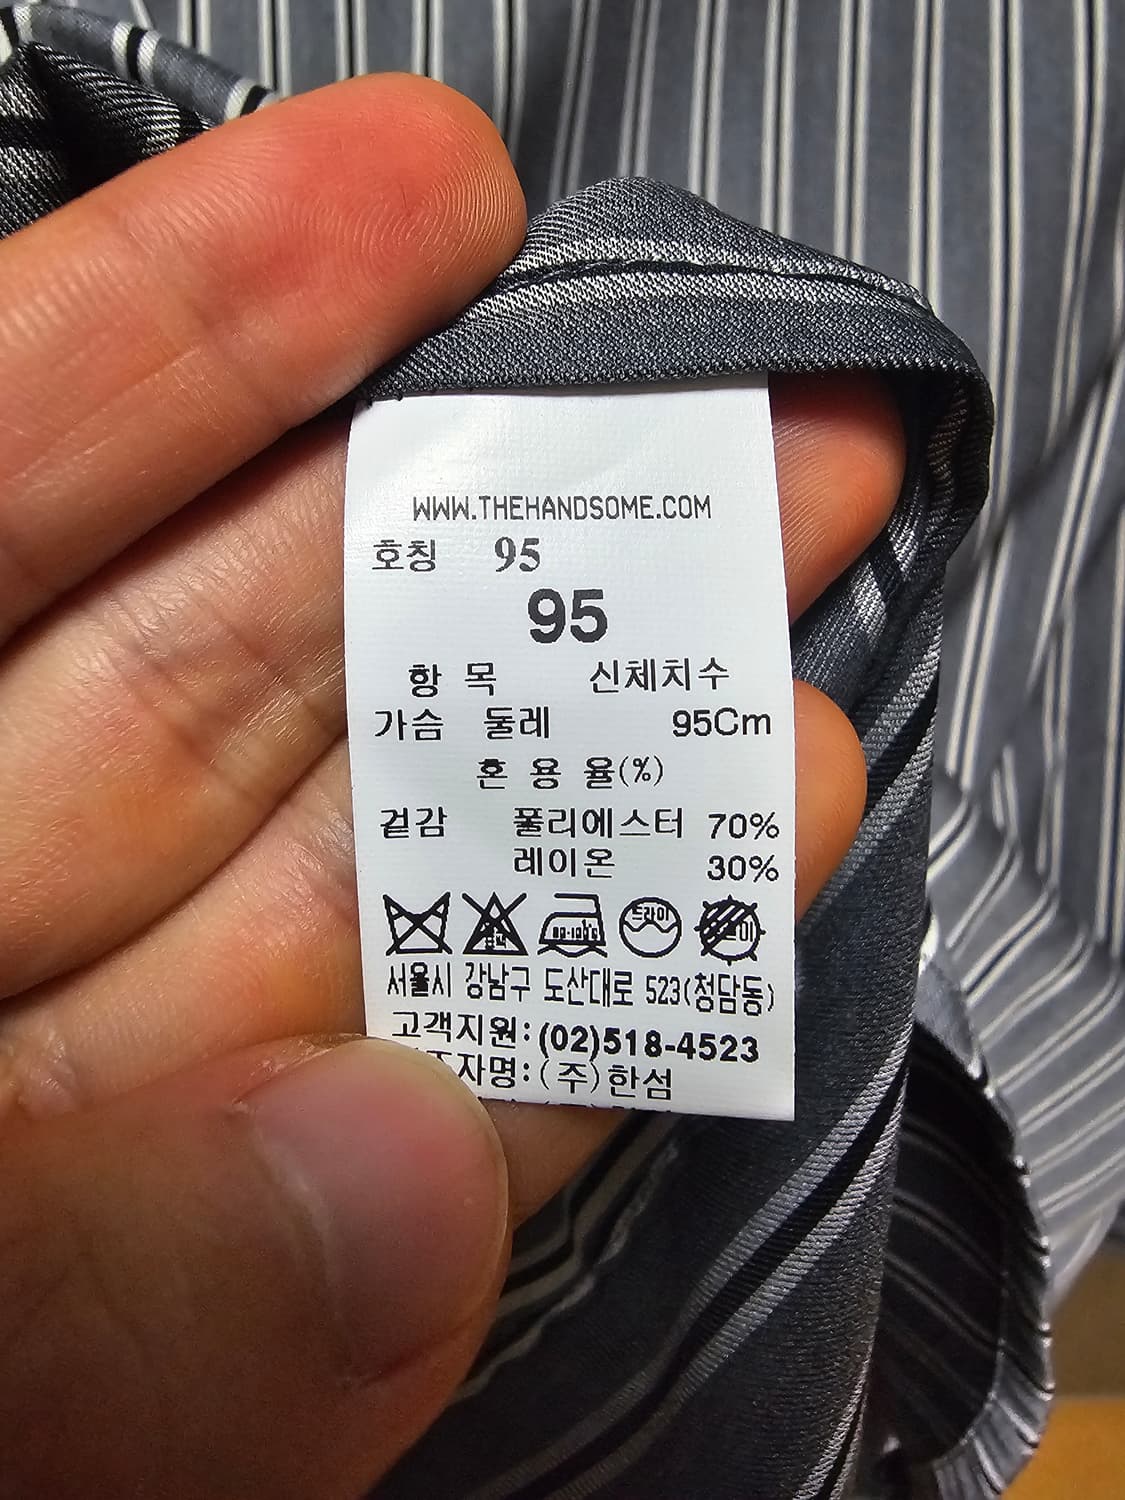 WWW.THEHANDSOME.COM
호칭 95
95
항 목 신체치수
가슴 둘레 95Cm
혼 용 율(%)
겉감 폴리에스터 70%
레이온 30%
드라이
서울시 강남구 도산대로 523(청담동)
고객지원:(02)518-4523
자명:(주)한섬